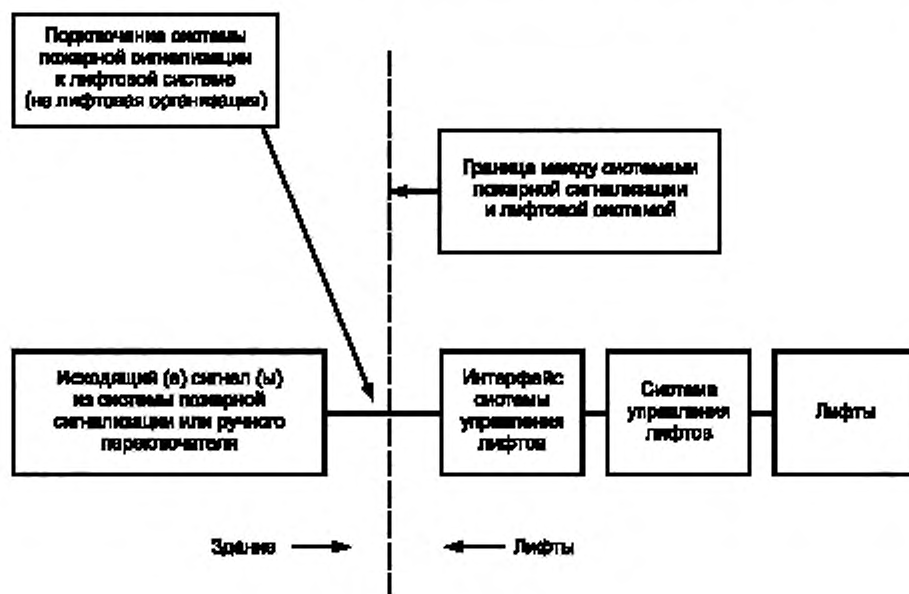 Подключение системы
пожарной сигнализации
к лифтовой системе
(не лифтовая организация)
Граница между системами
пожарной сигнализации
и лифтовой системой
Исходящий (е) сигнал (ы)
из системы пожарной
сигнализации или ручного
переключателя
Интерфейс
системы
управления
лифтов
Система
управления
лифтов
Лифты
Здание
Лифты